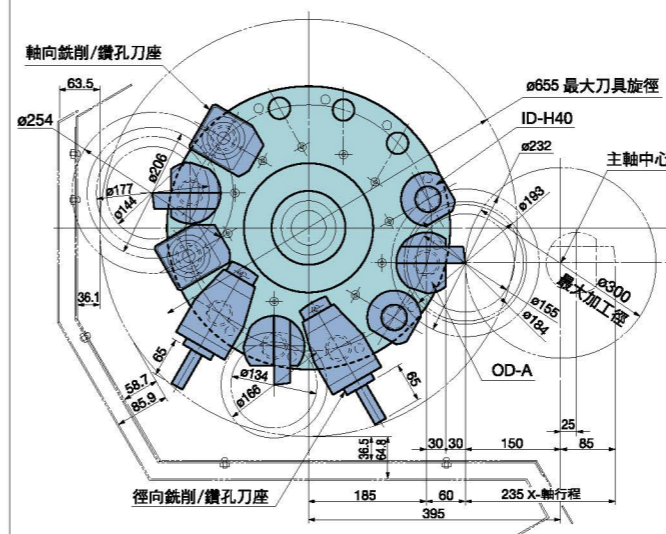 軸向銑削/鑽孔刀座
63.5
ø655 最大刀具旋徑
ID-H40
ø254
ø232
主軸中心
ø206
ø193
ø177
ø144
ø300
最大加工徑
36.1
ø155
ø184
65
OD-A
58.7
ø134
65
85.9
ø166
25
36.5
64.8
30
30
150
85
徑向銑削/鑽孔刀座
185
60
235 X-軸行程
395